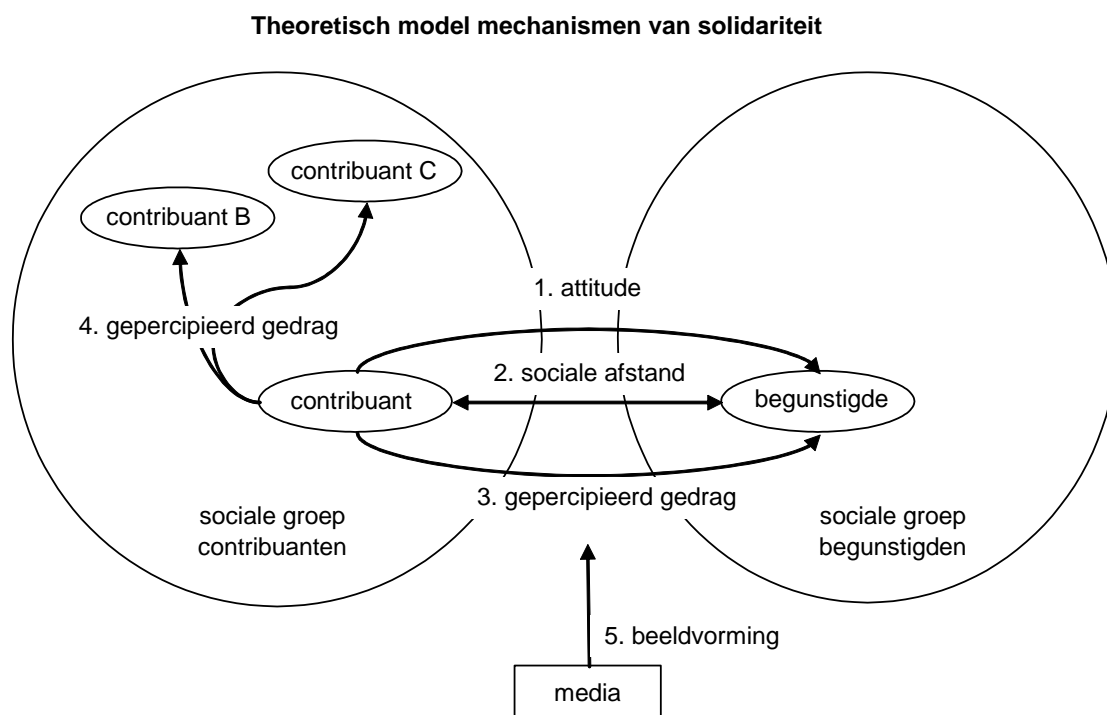 Theoretisch model mechanismen van solidariteit
contribuant C
contribuant B
1. attitude
4. gepercipieerd gedrag
2. sociale afstand
contribuant
begunstigde
3. gepercipieerd gedrag
sociale groep
contribuanten
sociale groep
begunstigden
5. beeldvorming
media